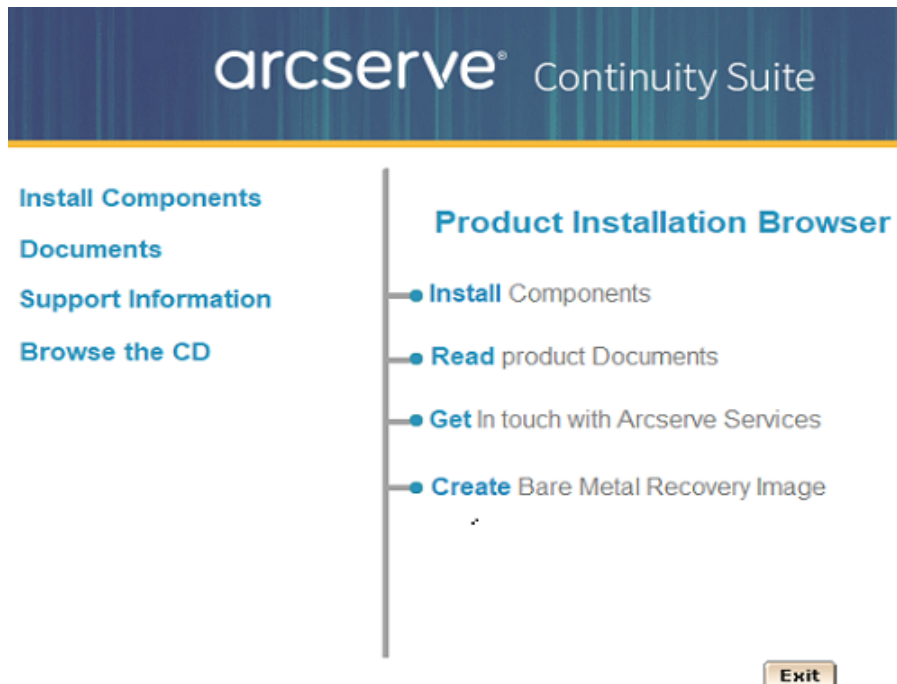 arcserve® Continuity Suite
Install Components
Documents
Support Information
Browse the CD
Product Installation Browser
Install Components
Read product Documents
Get In touch with Arcserve Services
Create Bare Metal Recovery Image
Exit